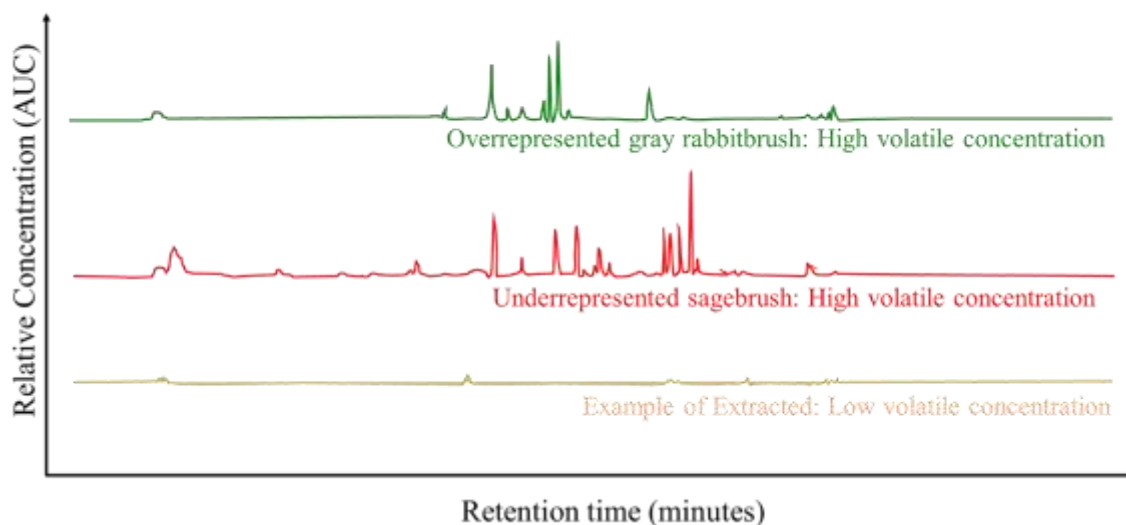 Relative Concentration (AUC)
Overrepresented gray rabbitbrush: High volatile concentration
Underrepresented sagebrush: High volatile concentration
Example of Extracted: Low volatile concentration
Retention time (minutes)